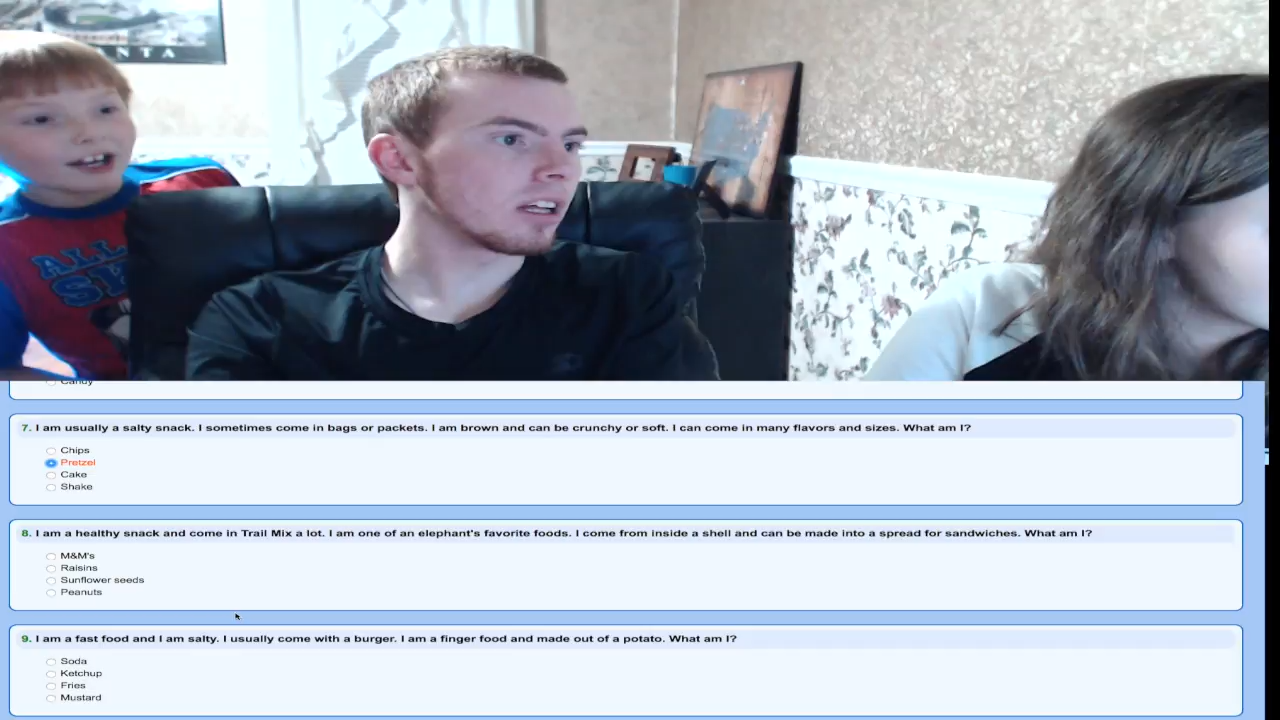 NTA
ALL
Candy
7. I am usually a salty snack. I sometimes come in bags or packets. I am brown and can be crunchy or soft. I can come in many flavors and sizes. What am I?
Chips
Pretzel
Cake
Shake
8. I am a healthy snack and come in Trail Mix a lot. I am one of an elephant's favorite foods. I come from inside a shell and can be made into a spread for sandwiches. What am I?
M&M's
Raisins
Sunflower seeds
Peanuts
9. I am a fast food and I am salty. I usually come with a burger. I am a finger food and made out of a potato. What am I?
Soda
Ketchup
Fries
Mustard